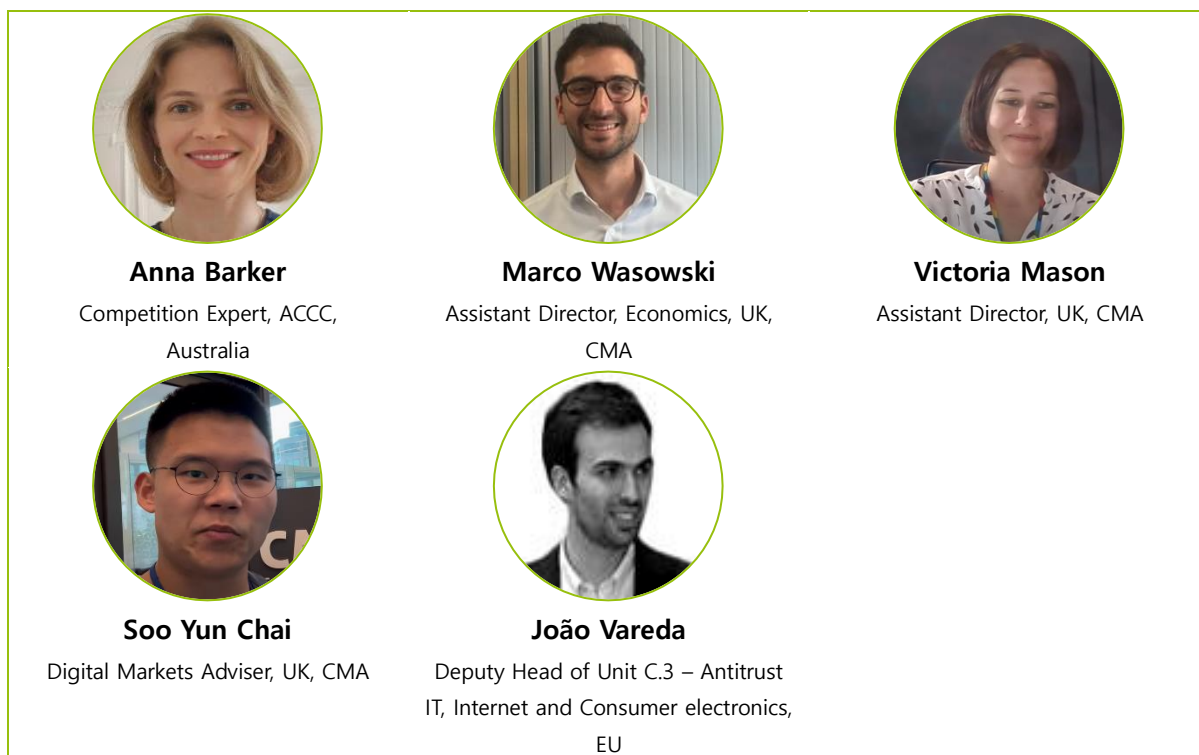 Anna Barker
Competition Expert, ACCC,
Australia
Marco Wasowski
Assistant Director, Economics, UK,
CMA
Victoria Mason
Assistant Director, UK, CMA
Soo Yun Chai
Digital Markets Adviser, UK, CMA
João Vareda
Deputy Head of Unit C.3 – Antitrust
IT, Internet and Consumer electronics,
EU